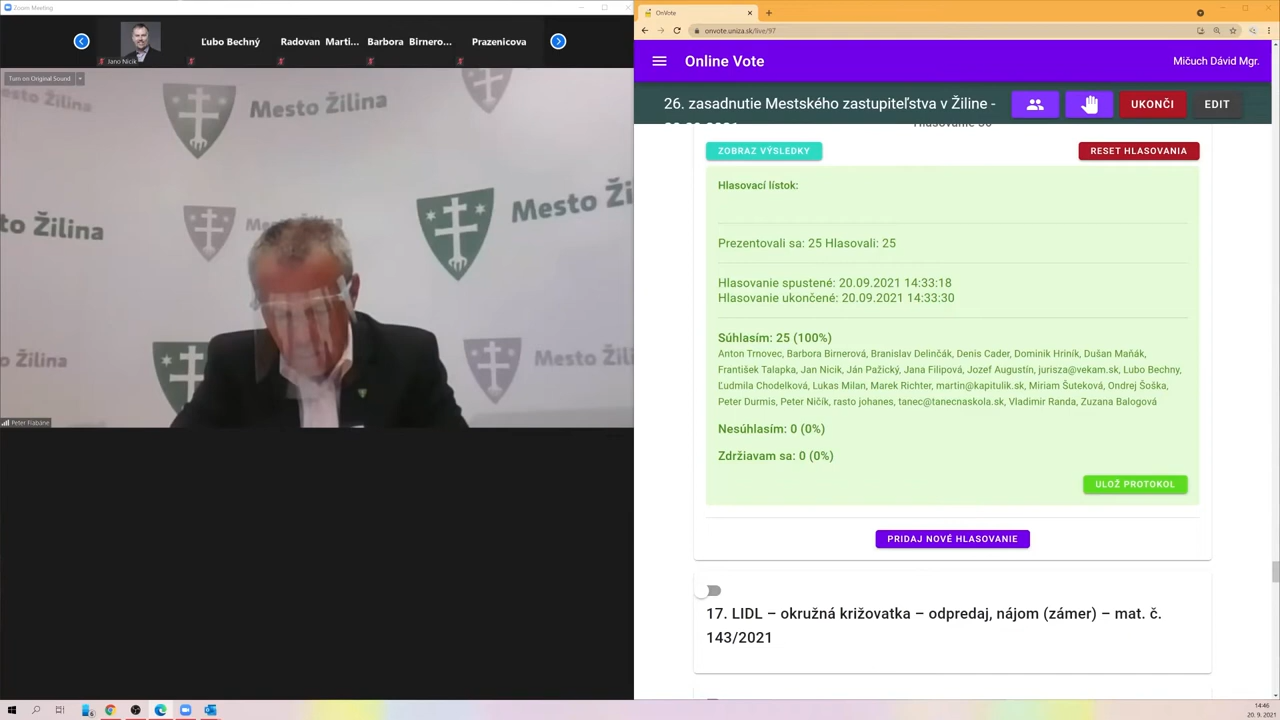 Zoom Meeting
Jano Nicik
Ľubo Bechný
Radovan
Marti...
Barbora
Birnero...
Prazenicova
Turn on Original Sound
Mesto Žilina
Mesto Ži
to Žilina
Mesto Ži
sto Žilina
Mesto Žili
Peter Fiabáne
OnVote
onvote.uniza.sk/live/97
Online Vote
Mičuch Dávid Mgr.
26. zasadnutie Mestského zastupiteľstva v Žiline -
UKONČI
EDIT
ZOBRAZ VÝSLEDKY
RESET HLASOVANIA
Hlasovací lístok:
Prezentovali sa: 25 Hlasovali: 25
Hlasovanie spustené: 20.09.2021 14:33:18
Hlasovanie ukončené: 20.09.2021 14:33:30
Súhlasím: 25 (100%)
Anton Trnovec, Barbora Birnerová, Branislav Delinčák, Denis Cader, Dominik Hriník, Dušan Maňák,
František Talapka, Jan Nicik, Ján Pažický, Jana Filipová, Jozef Augustín, jurisza@vekam.sk, Lubo Bechny,
Ľudmila Chodelková, Lukas Milan, Marek Richter, martin@kapitulik.sk, Miriam Šuteková, Ondrej Šoška,
Peter Durmis, Peter Ničík, rasto johanes, tanec@tanecnaskola.sk, Vladimir Randa, Zuzana Balogová
Nesúhlasím: 0 (0%)
Zdržiavam sa: 0 (0%)
ULOŽ PROTOKOL
PRIDAJ NOVÉ HLASOVANIE
17. LIDL – okružná križovatka – odpredaj, nájom (zámer) – mat. č.
143/2021
14:46
20. 9. 2021